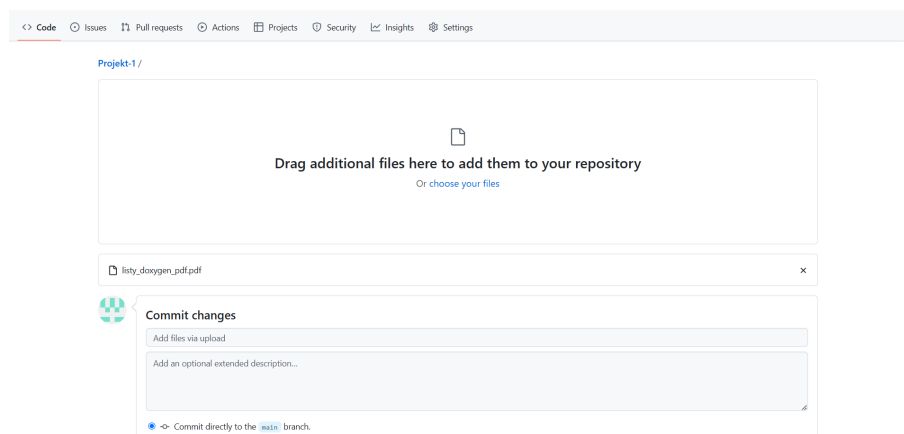 Code Issues Pull requests Actions Projects Security Insights Settings
Projekt-1 /
Drag additional files here to add them to your repository
Or choose your files
listy_doxygen_pdf.pdf
Commit changes
Add files via upload
Add an optional extended description...
Commit directly to the main branch.